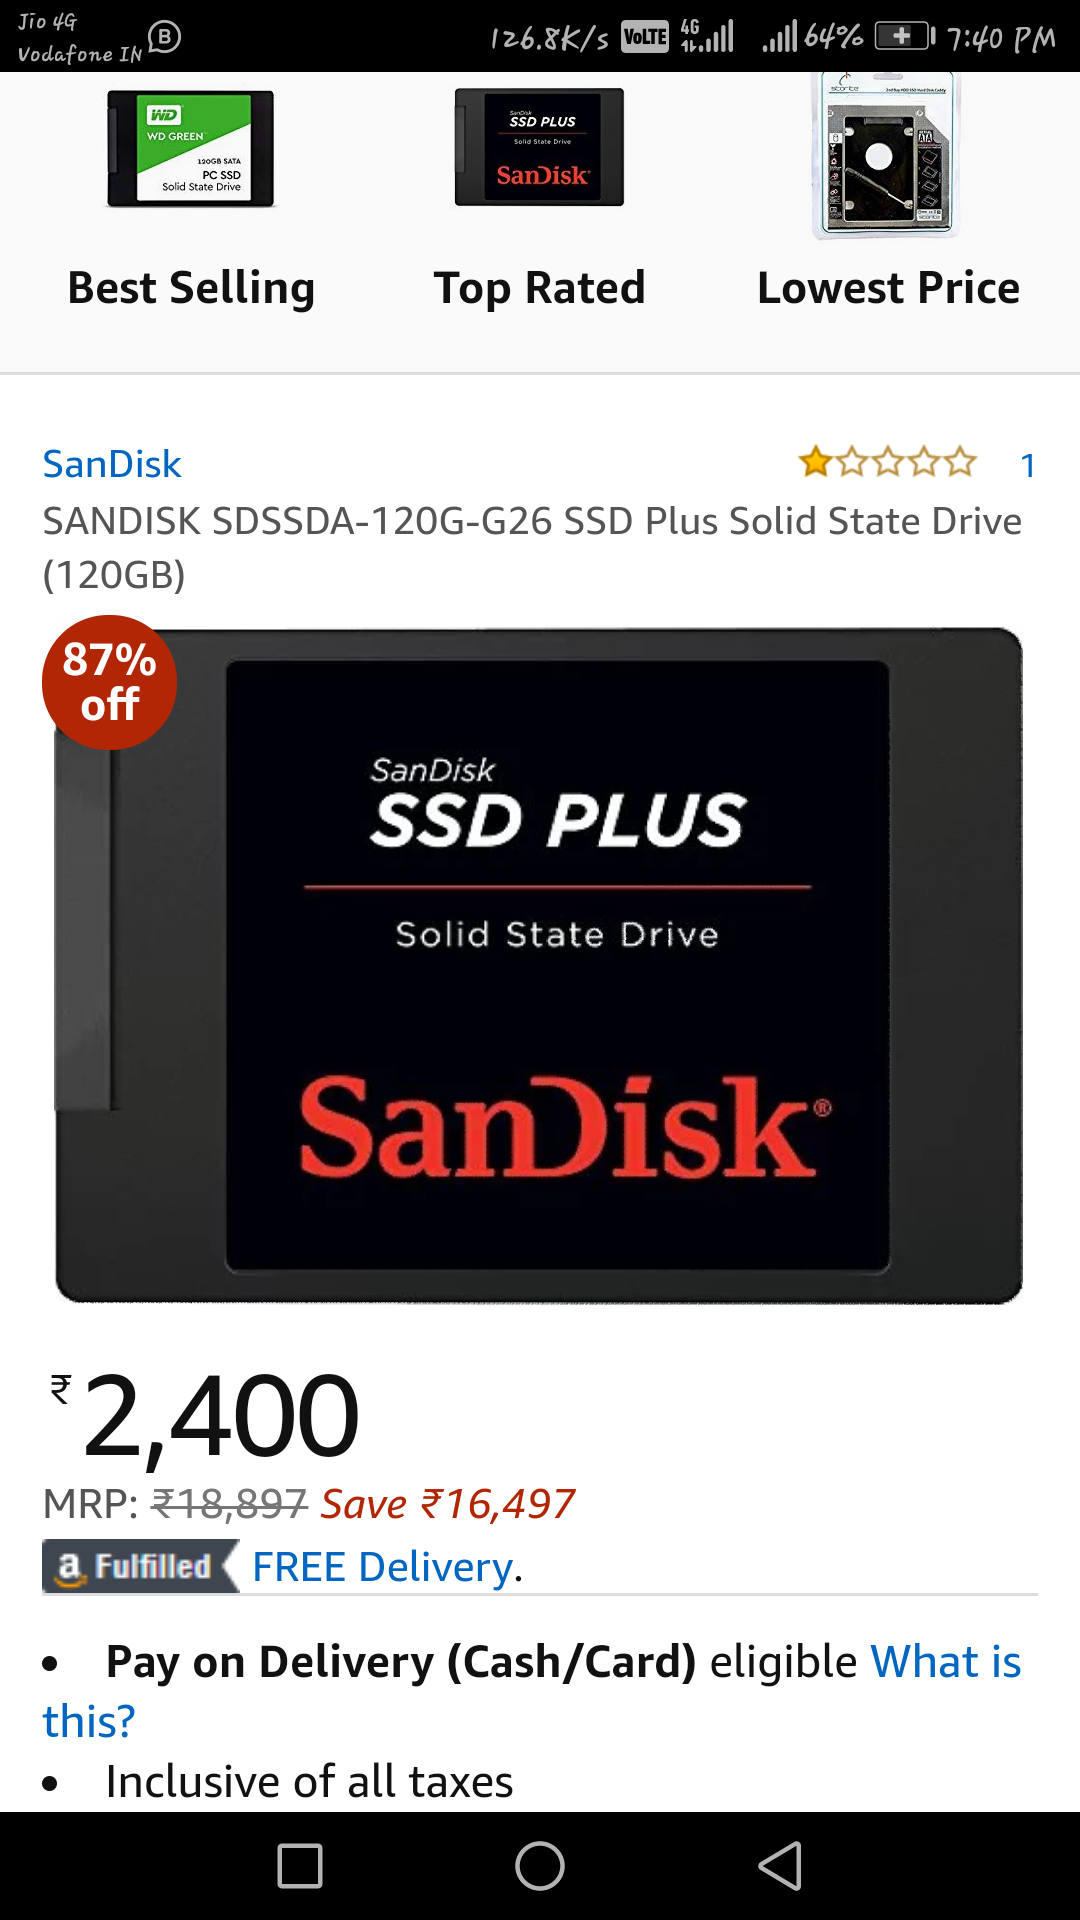 Jio 4G
Vodafone IN
B
126.8K/s VoLTE 4G 64% 7:40 PM
WD
WD GREEN
120GB SATA
PC SSD
Solid State Drive
SanDisk
SSD PLUS
Solid State Drive
SanDisk
storite
SATA
Best Selling
Top Rated
Lowest Price
SanDisk 1
SANDISK SDSSDA-120G-G26 SSD Plus Solid State Drive
(120GB)
87%
off
SanDisk
SSD PLUS
Solid State Drive
SanDisk®
₹2,400
MRP: ₹18,897 Save ₹16,497
a Fulfilled FREE Delivery.
• Pay on Delivery (Cash/Card) eligible What is
this?
• Inclusive of all taxes